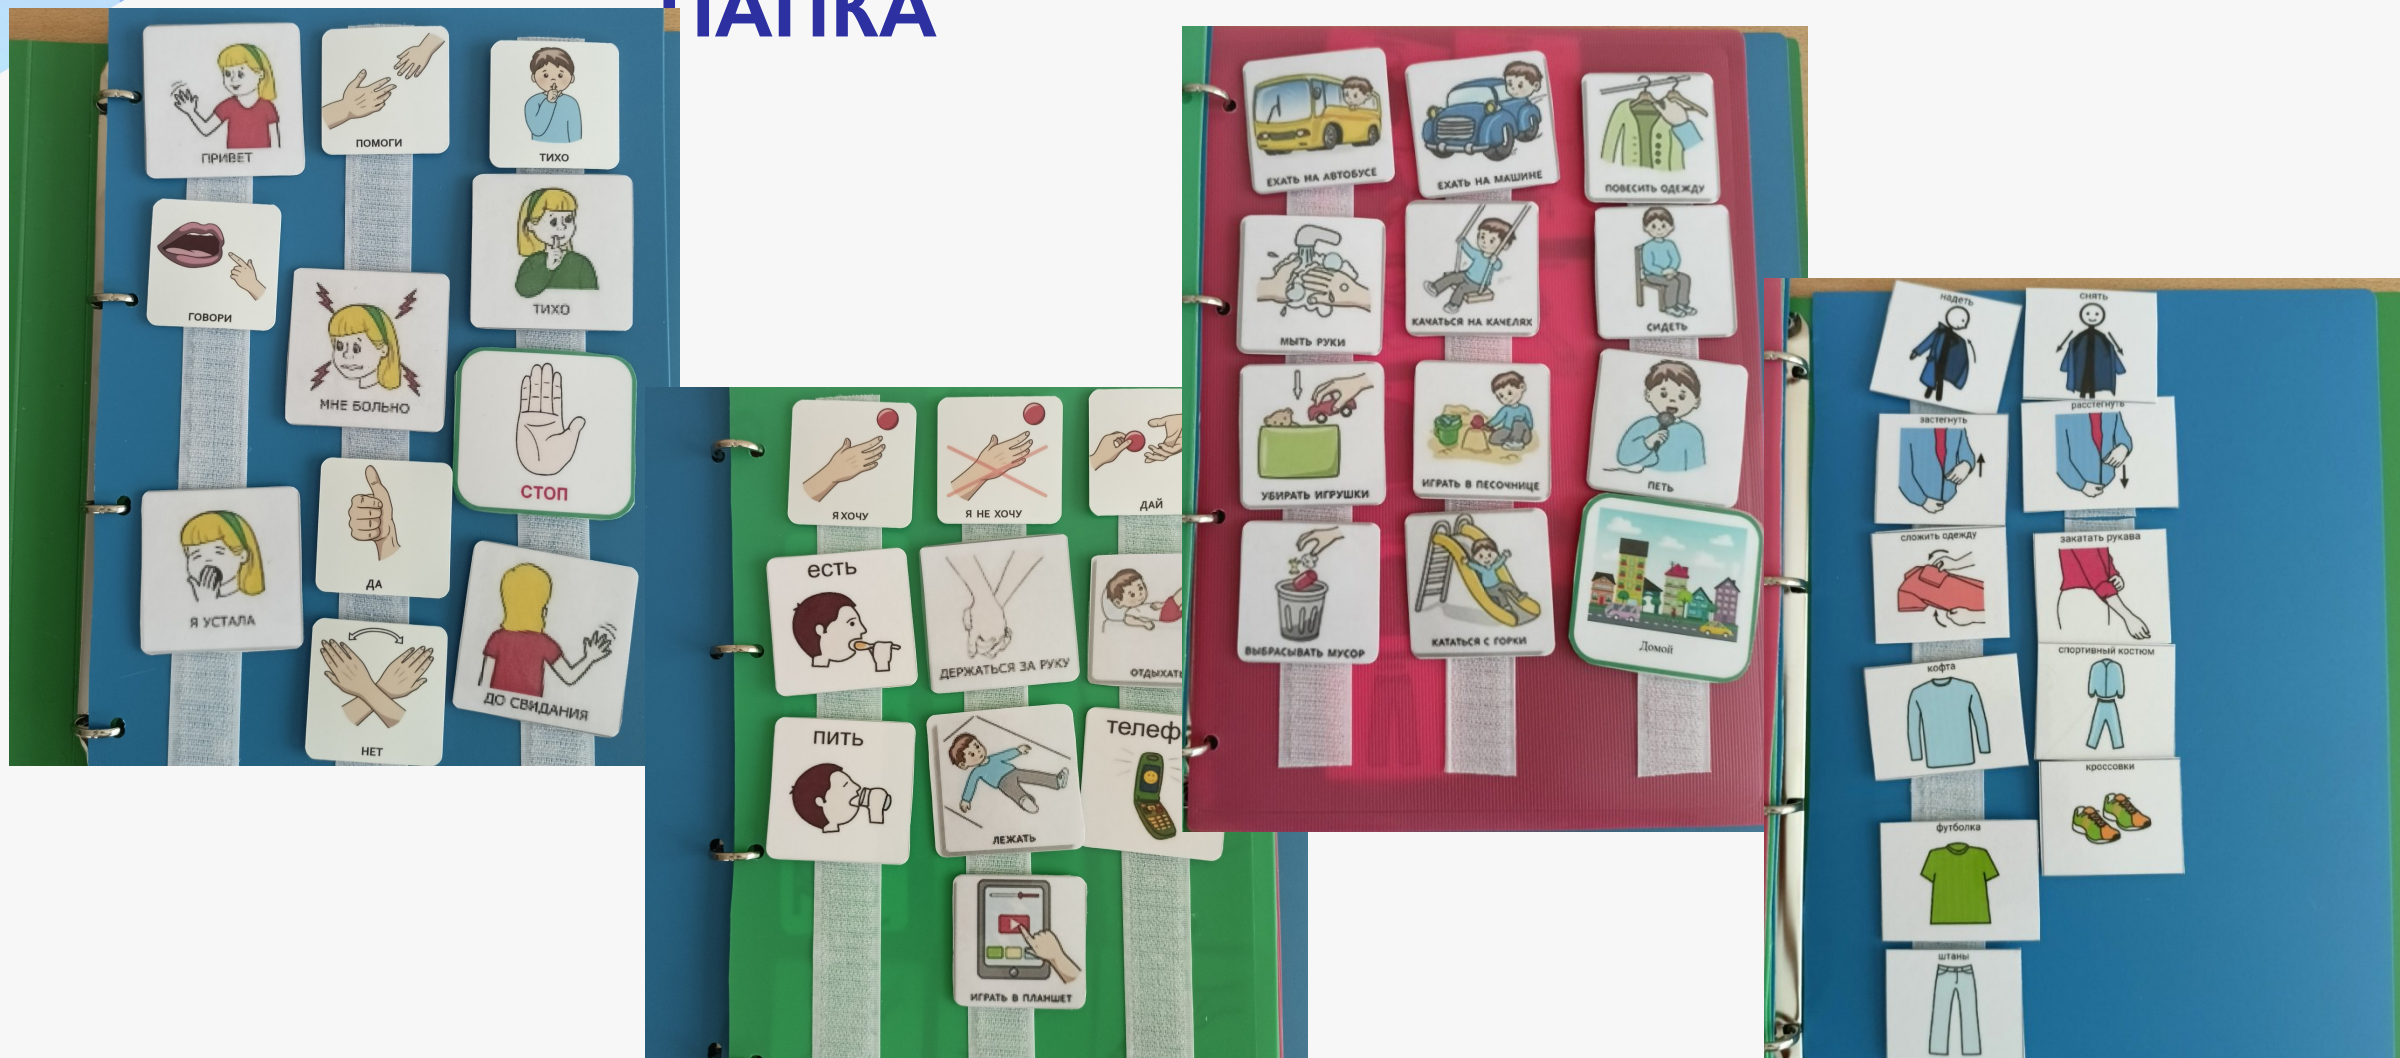 ПАПКА
ПРИВЕТ
ПОМОГИ
ТИХО
ГОВОРИ
МНЕ БОЛЬНО
ТИХО
СТОП
Я УСТАЛА
ДА
НЕТ
ДО СВИДАНИЯ
Я ХОЧУ
Я НЕ ХОЧУ
ДАЙ
есть
ДЕРЖАТЬСЯ ЗА РУКУ
ОТДЫХАТЬ
пить
ЛЕЖАТЬ
телеф
ИГРАТЬ В ПЛАНШЕТ
ЕХАТЬ НА АВТОБУСЕ
ЕХАТЬ НА МАШИНЕ
ПОВЕСИТЬ ОДЕЖДУ
МЫТЬ РУКИ
КАЧАТЬСЯ НА КАЧЕЛЯХ
СИДЕТЬ
УБИРАТЬ ИГРУШКИ
ИГРАТЬ В ПЕСОЧНИЦЕ
ПЕТЬ
ВЫБРАСЫВАТЬ МУСОР
КАТАТЬСЯ С ГОРКИ
Домой
надеть
снять
застегнуть
расстегнуть
сложить одежду
закатать рукава
кофта
спортивный костюм
кроссовки
футболка
штаны